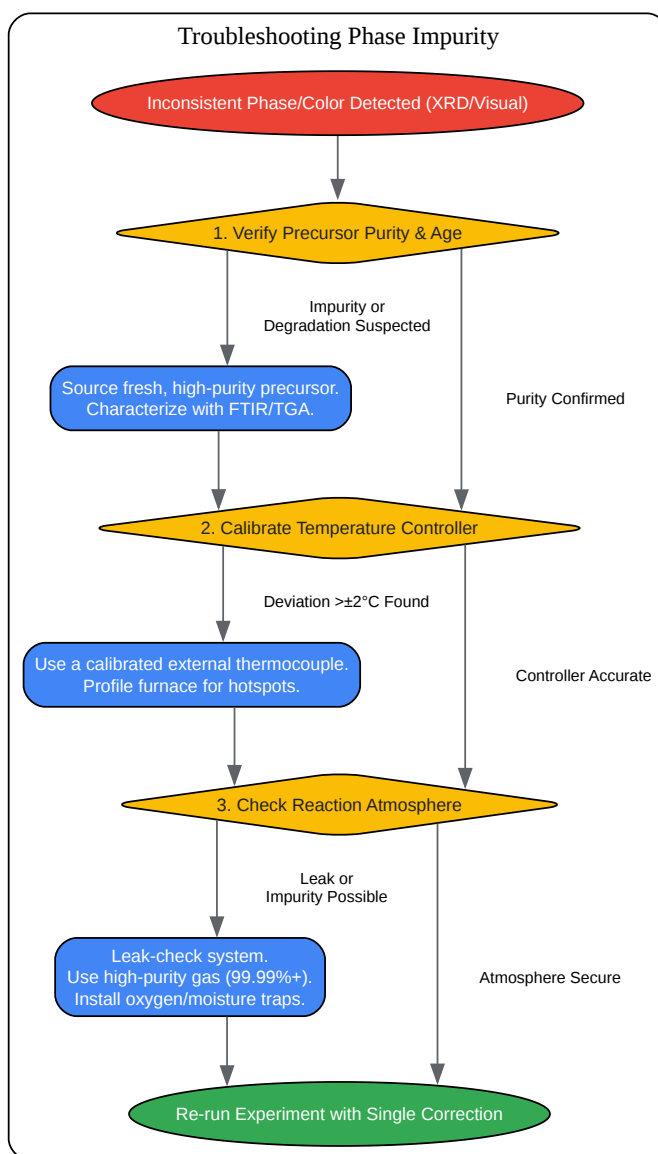 Troubleshooting Phase Impurity
Inconsistent Phase/Color Detected (XRD/Visual)
1. Verify Precursor Purity & Age
Impurity or
Degradation Suspected
Source fresh, high-purity precursor.
Characterize with FTIR/TGA.
Purity Confirmed
2. Calibrate Temperature Controller
Deviation >±2°C Found
Use a calibrated external thermocouple.
Profile furnace for hotspots.
Controller Accurate
3. Check Reaction Atmosphere
Leak or
Impurity Possible
Leak-check system.
Use high-purity gas (99.99%+).
Install oxygen/moisture traps.
Atmosphere Secure
Re-run Experiment with Single Correction